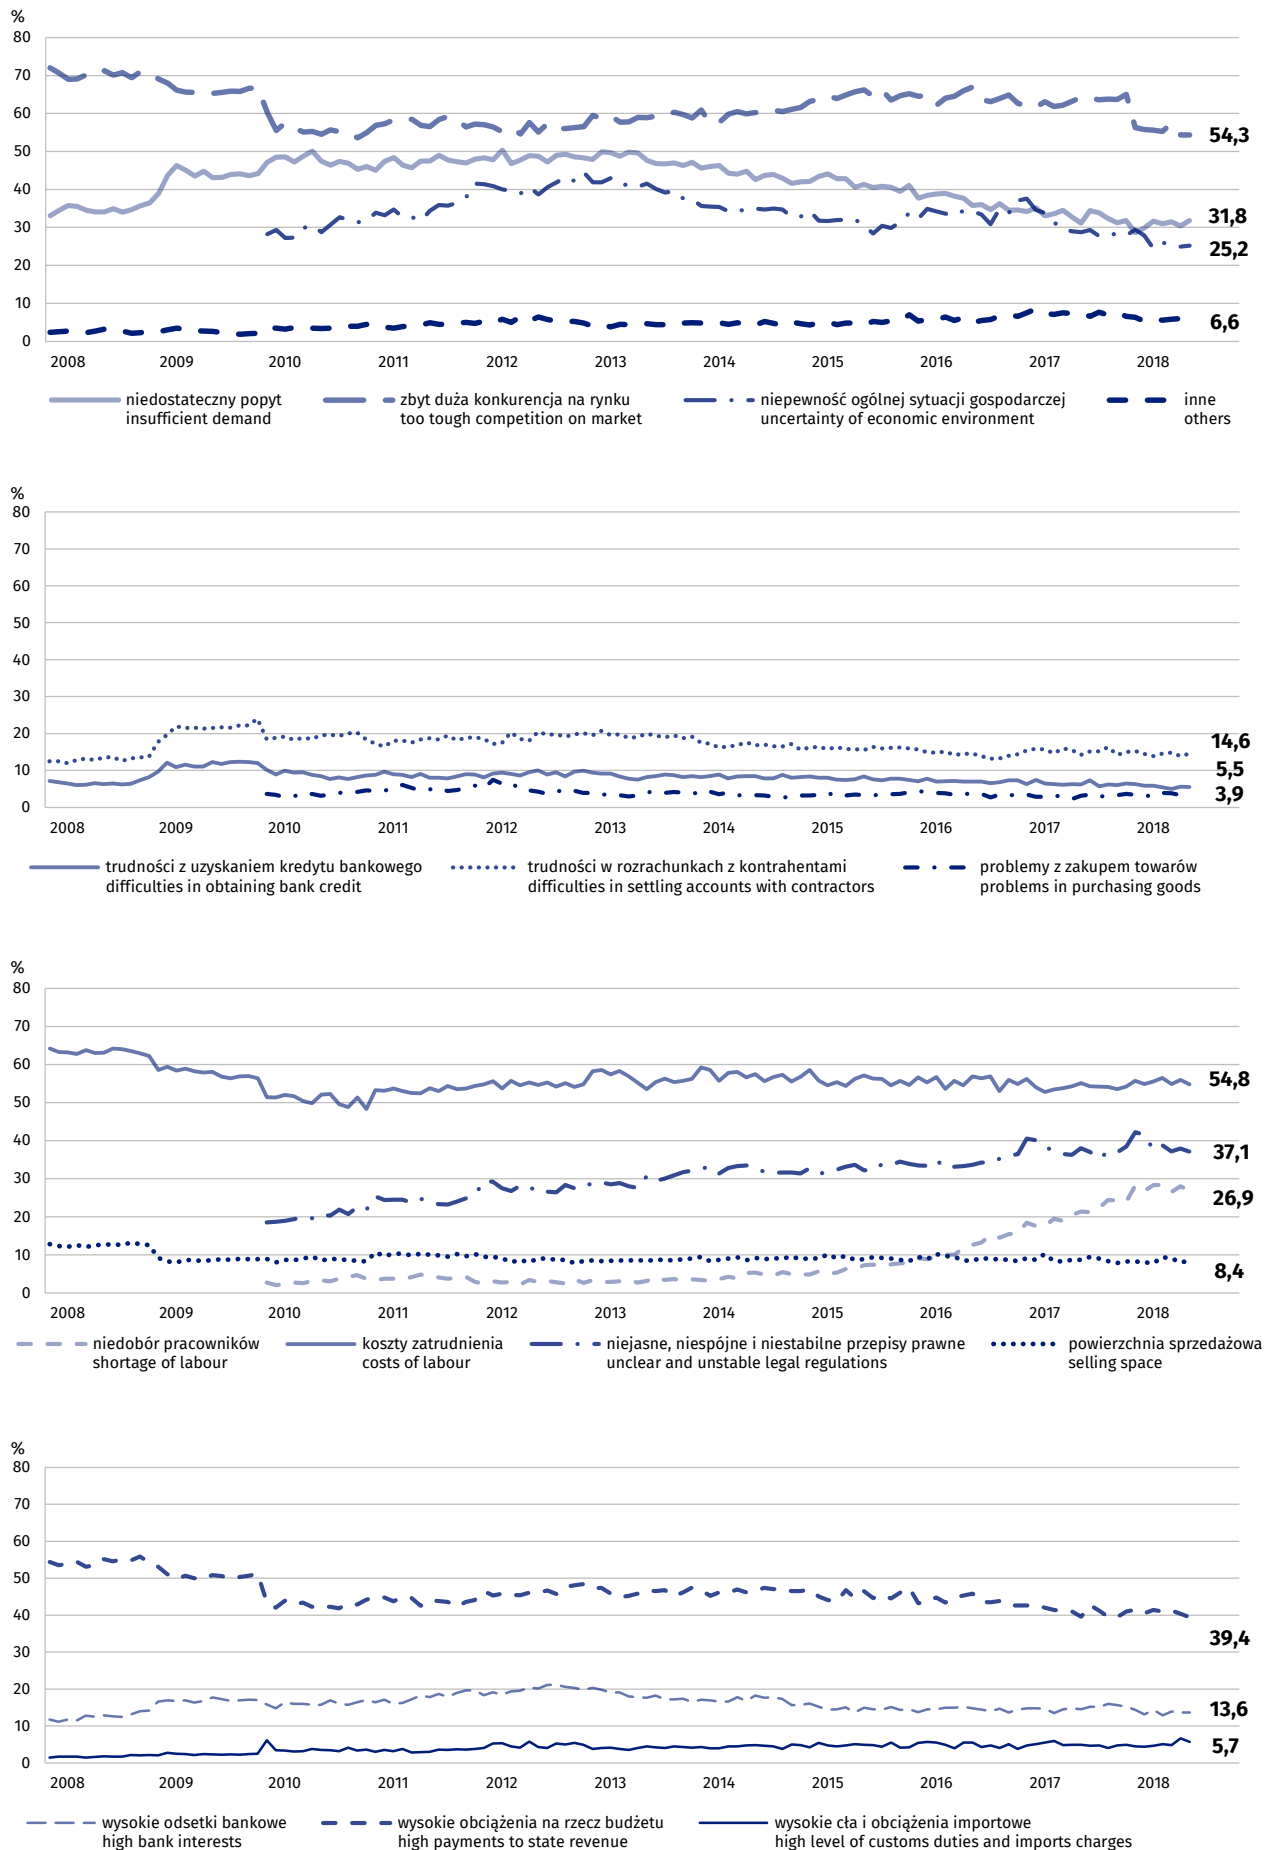 %
80
70
60
50
40
30
20
10
0
54,3
31,8
25,2
6,6
2008 2009 2010 2011 2012 2013 2014 2015 2016 2017 2018
niedostateczny popyt
insufficient demand
zbyt duża konkurencja na rynku
too tough competition on market
niepewność ogólnej sytuacji gospodarczej
uncertainty of economic environment
inne
others
%
80
70
60
50
40
30
20
10
0
14,6
5,5
3,9
2008 2009 2010 2011 2012 2013 2014 2015 2016 2017 2018
trudności z uzyskaniem kredytu bankowego
difficulties in obtaining bank credit
trudności w rozrachunkach z kontrahentami
difficulties in settling accounts with contractors
problemy z zakupem towarów
problems in purchasing goods
%
80
70
60
50
40
30
20
10
0
54,8
37,1
26,9
8,4
2008 2009 2010 2011 2012 2013 2014 2015 2016 2017 2018
niedobór pracowników
shortage of labour
koszty zatrudnienia
costs of labour
niejasne, niespójne i niestabilne przepisy prawne
unclear and unstable legal regulations
powierzchnia sprzedażowa
selling space
%
80
70
60
50
40
30
20
10
0
39,4
13,6
5,7
2008 2009 2010 2011 2012 2013 2014 2015 2016 2017 2018
wysokie odsetki bankowe
high bank interests
wysokie obciążenia na rzecz budżetu
high payments to state revenue
wysokie cła i obciążenia importowe
high level of customs duties and imports charges